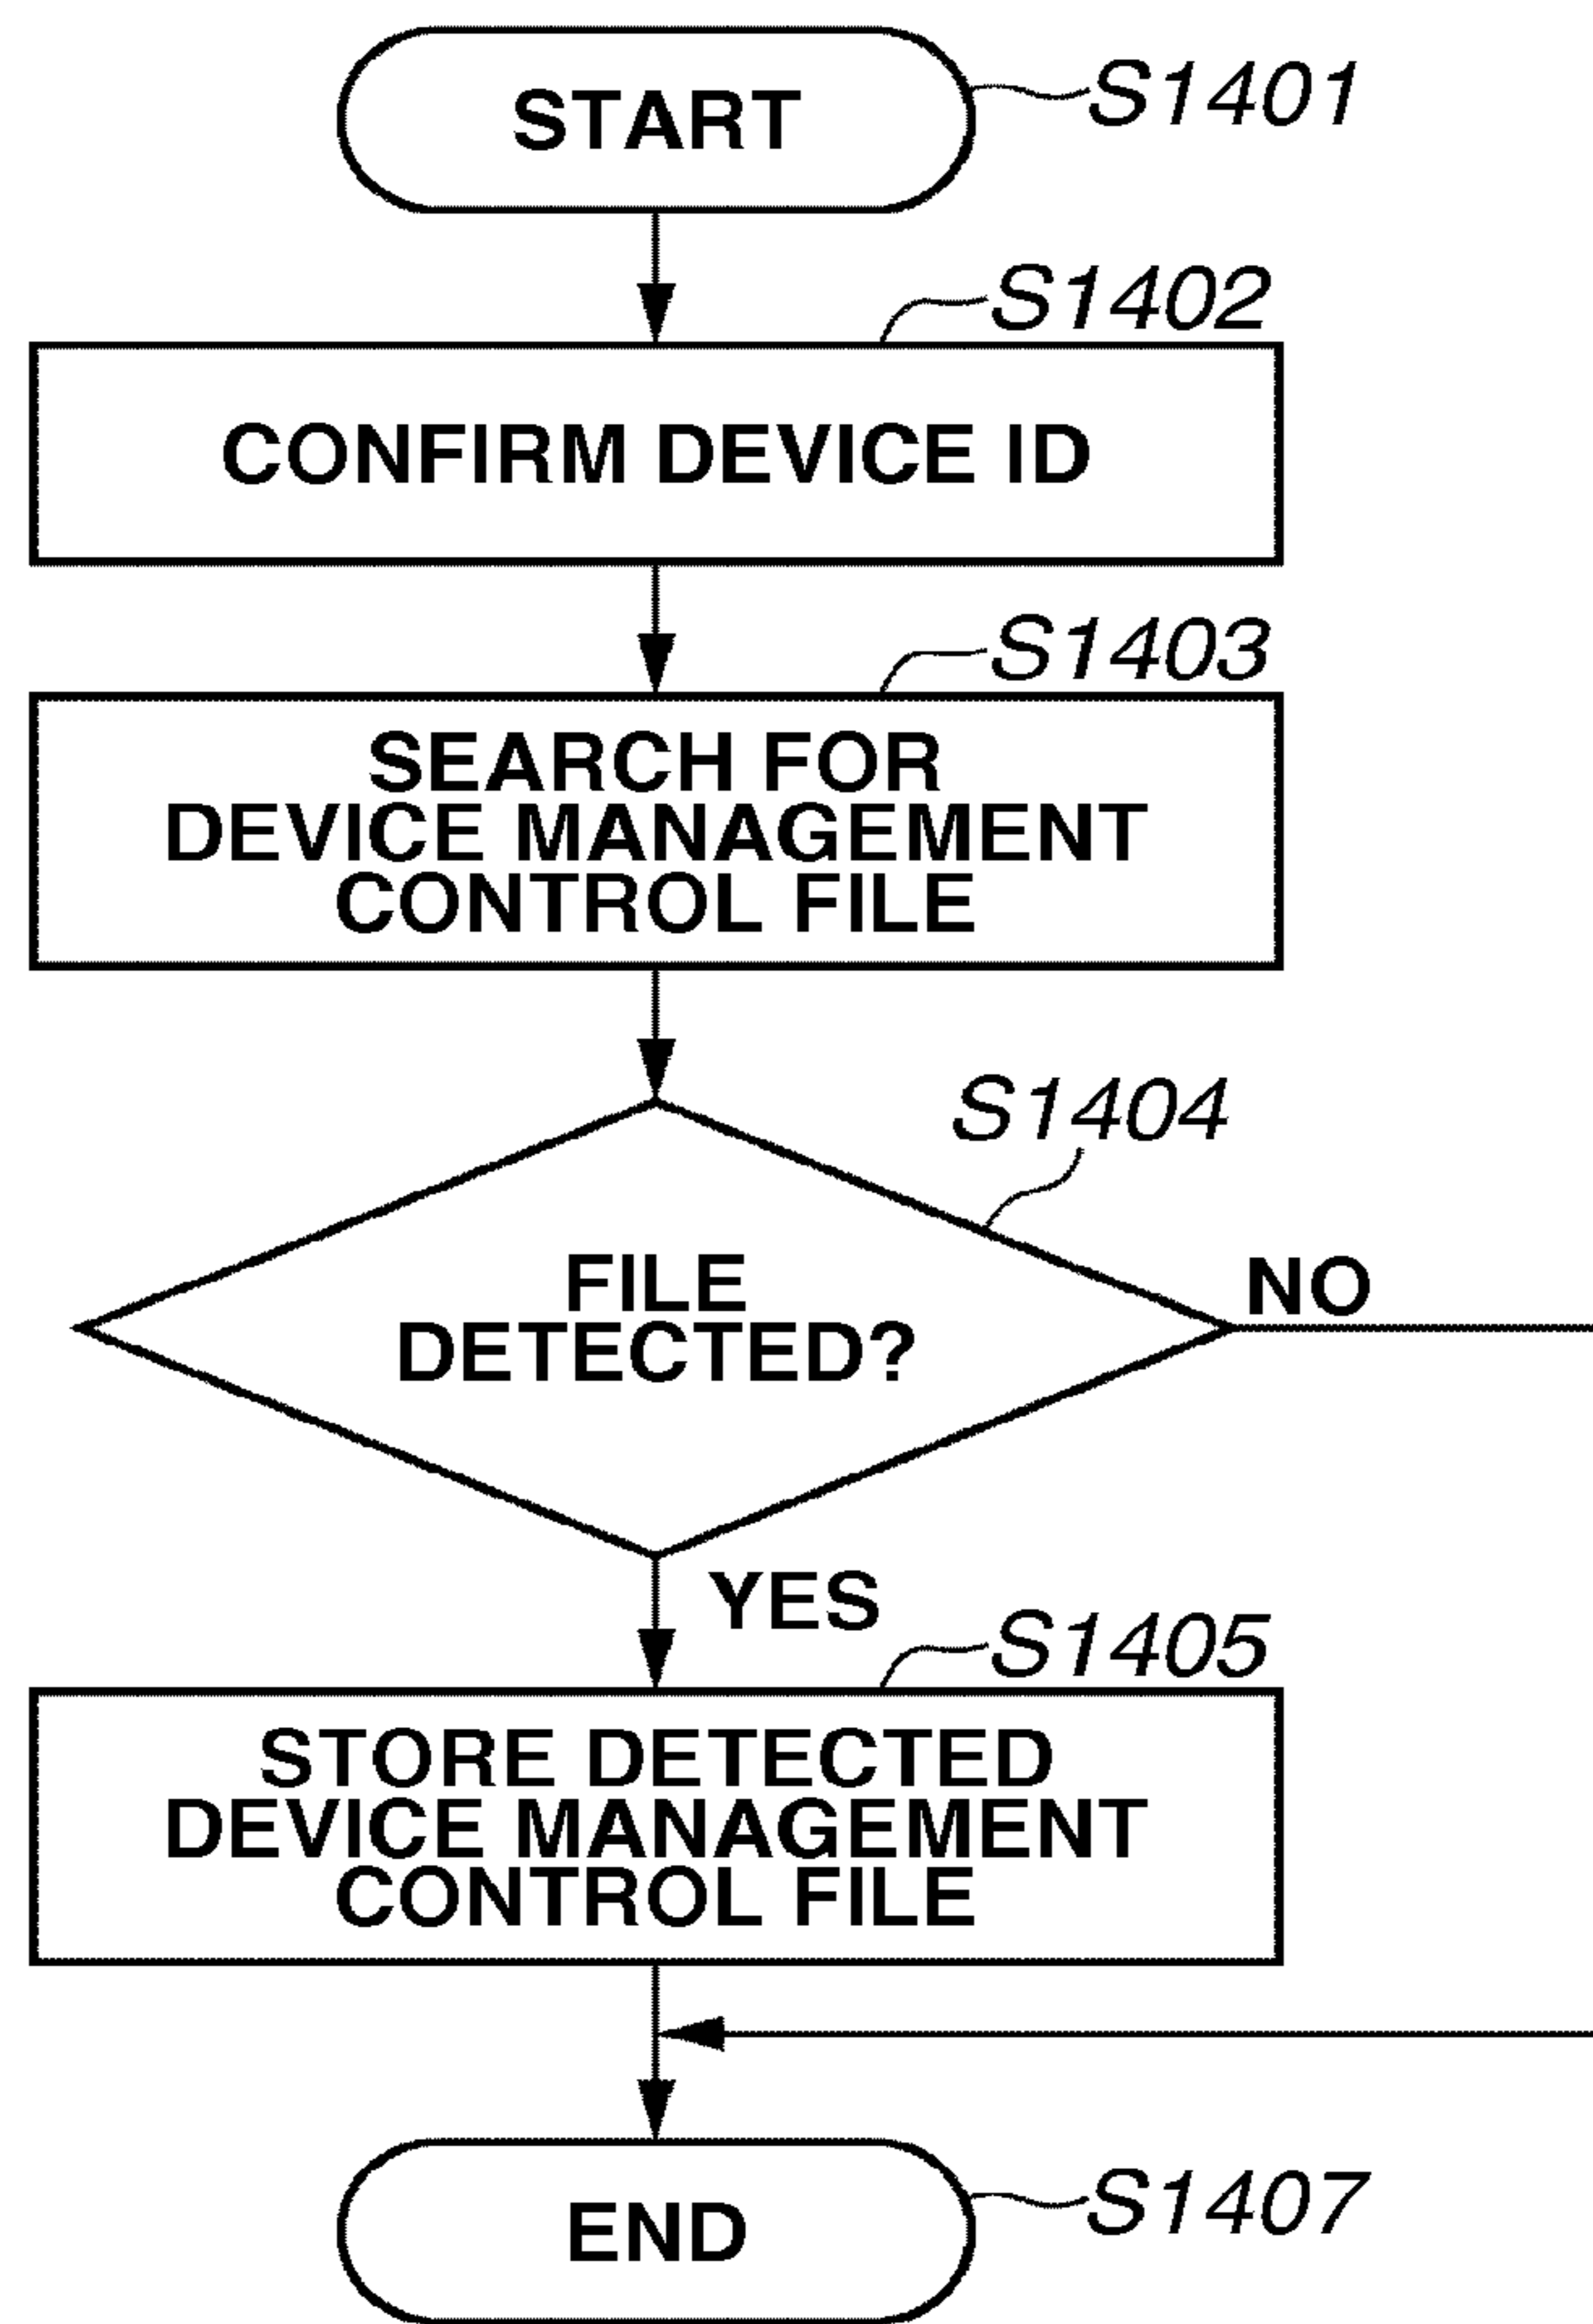 START
S1401
S1402
CONFIRM DEVICE ID
S1403
SEARCH FOR
DEVICE MANAGEMENT
CONTROL FILE
S1404
FILE
DETECTED?
NO
YES
S1405
STORE DETECTED
DEVICE MANAGEMENT
CONTROL FILE
END
S1407